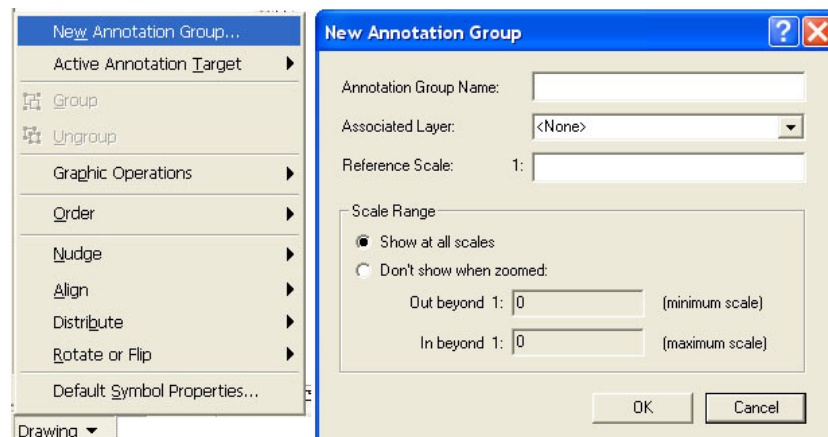 New Annotation Group...
Active Annotation Target
Group
Ungroup
Graphic Operations
Order
Nudge
Align
Distribute
Rotate or Flip
Default Symbol Properties...
Drawing
New Annotation Group
Annotation Group Name:
Associated Layer: <None>
Reference Scale: 1:
Scale Range
Show at all scales
Don't show when zoomed:
Out beyond 1: 0 (minimum scale)
In beyond 1: 0 (maximum scale)
OK Cancel